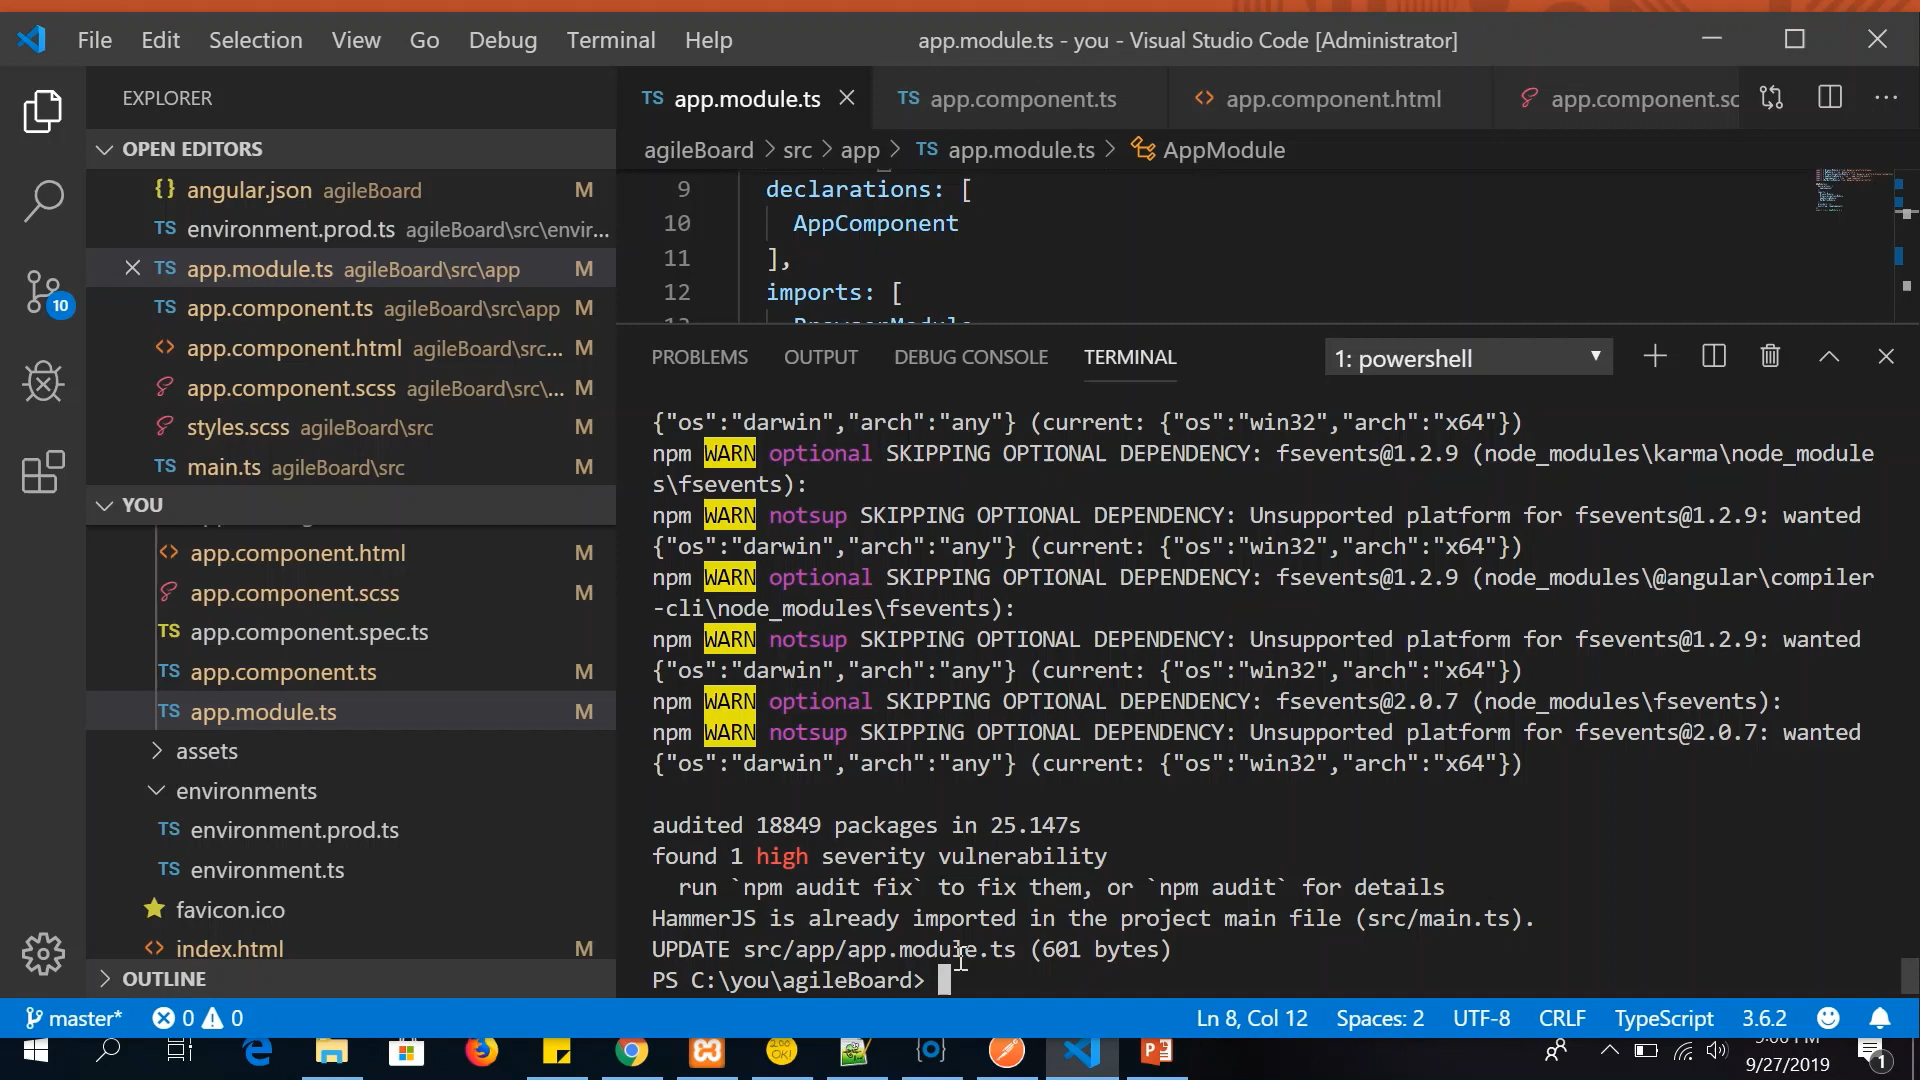 File Edit Selection View Go Debug Terminal Help app.module.ts - you - Visual Studio Code [Administrator]
EXPLORER
OPEN EDITORS
angular.json agileBoard M
TS environment.prod.ts agileBoard\src\envir...
TS app.module.ts agileBoard\src\app M
TS app.component.ts agileBoard\src\app M
app.component.html agileBoard\src... M
app.component.scss agileBoard\src\... M
styles.scss agileBoard\src M
TS main.ts agileBoard\src M
YOU
app.component.html M
app.component.scss M
TS app.component.spec.ts
TS app.component.ts M
TS app.module.ts M
assets
environments
TS environment.prod.ts
TS environment.ts
favicon.ico
index.html M
OUTLINE
TS app.module.ts TS app.component.ts app.component.html app.component.sc
agileBoard > src > app > TS app.module.ts > AppModule
9 declarations: [
10 AppComponent
11 ],
12 imports: [
PROBLEMS OUTPUT DEBUG CONSOLE TERMINAL 1: powershell
{"os":"darwin","arch":"any"} (current: {"os":"win32","arch":"x64"})
npm WARN optional SKIPPING OPTIONAL DEPENDENCY: fsevents@1.2.9 (node_modules\karma\node_module
s\fsevents):
npm WARN notsup SKIPPING OPTIONAL DEPENDENCY: Unsupported platform for fsevents@1.2.9: wanted
{"os":"darwin","arch":"any"} (current: {"os":"win32","arch":"x64"})
npm WARN optional SKIPPING OPTIONAL DEPENDENCY: fsevents@1.2.9 (node_modules\@angular\compiler
-cli\node_modules\fsevents):
npm WARN notsup SKIPPING OPTIONAL DEPENDENCY: Unsupported platform for fsevents@1.2.9: wanted
{"os":"darwin","arch":"any"} (current: {"os":"win32","arch":"x64"})
npm WARN optional SKIPPING OPTIONAL DEPENDENCY: fsevents@2.0.7 (node_modules\fsevents):
npm WARN notsup SKIPPING OPTIONAL DEPENDENCY: Unsupported platform for fsevents@2.0.7: wanted
{"os":"darwin","arch":"any"} (current: {"os":"win32","arch":"x64"})
audited 18849 packages in 25.147s
found 1 high severity vulnerability
run `npm audit fix` to fix them, or `npm audit` for details
HammerJS is already imported in the project main file (src/main.ts).
UPDATE src/app/app.module.ts (601 bytes)
PS C:\you\agileBoard>
10
master* 0 0 Ln 8, Col 12 Spaces: 2 UTF-8 CRLF TypeScript 3.6.2
9/27/2019
1